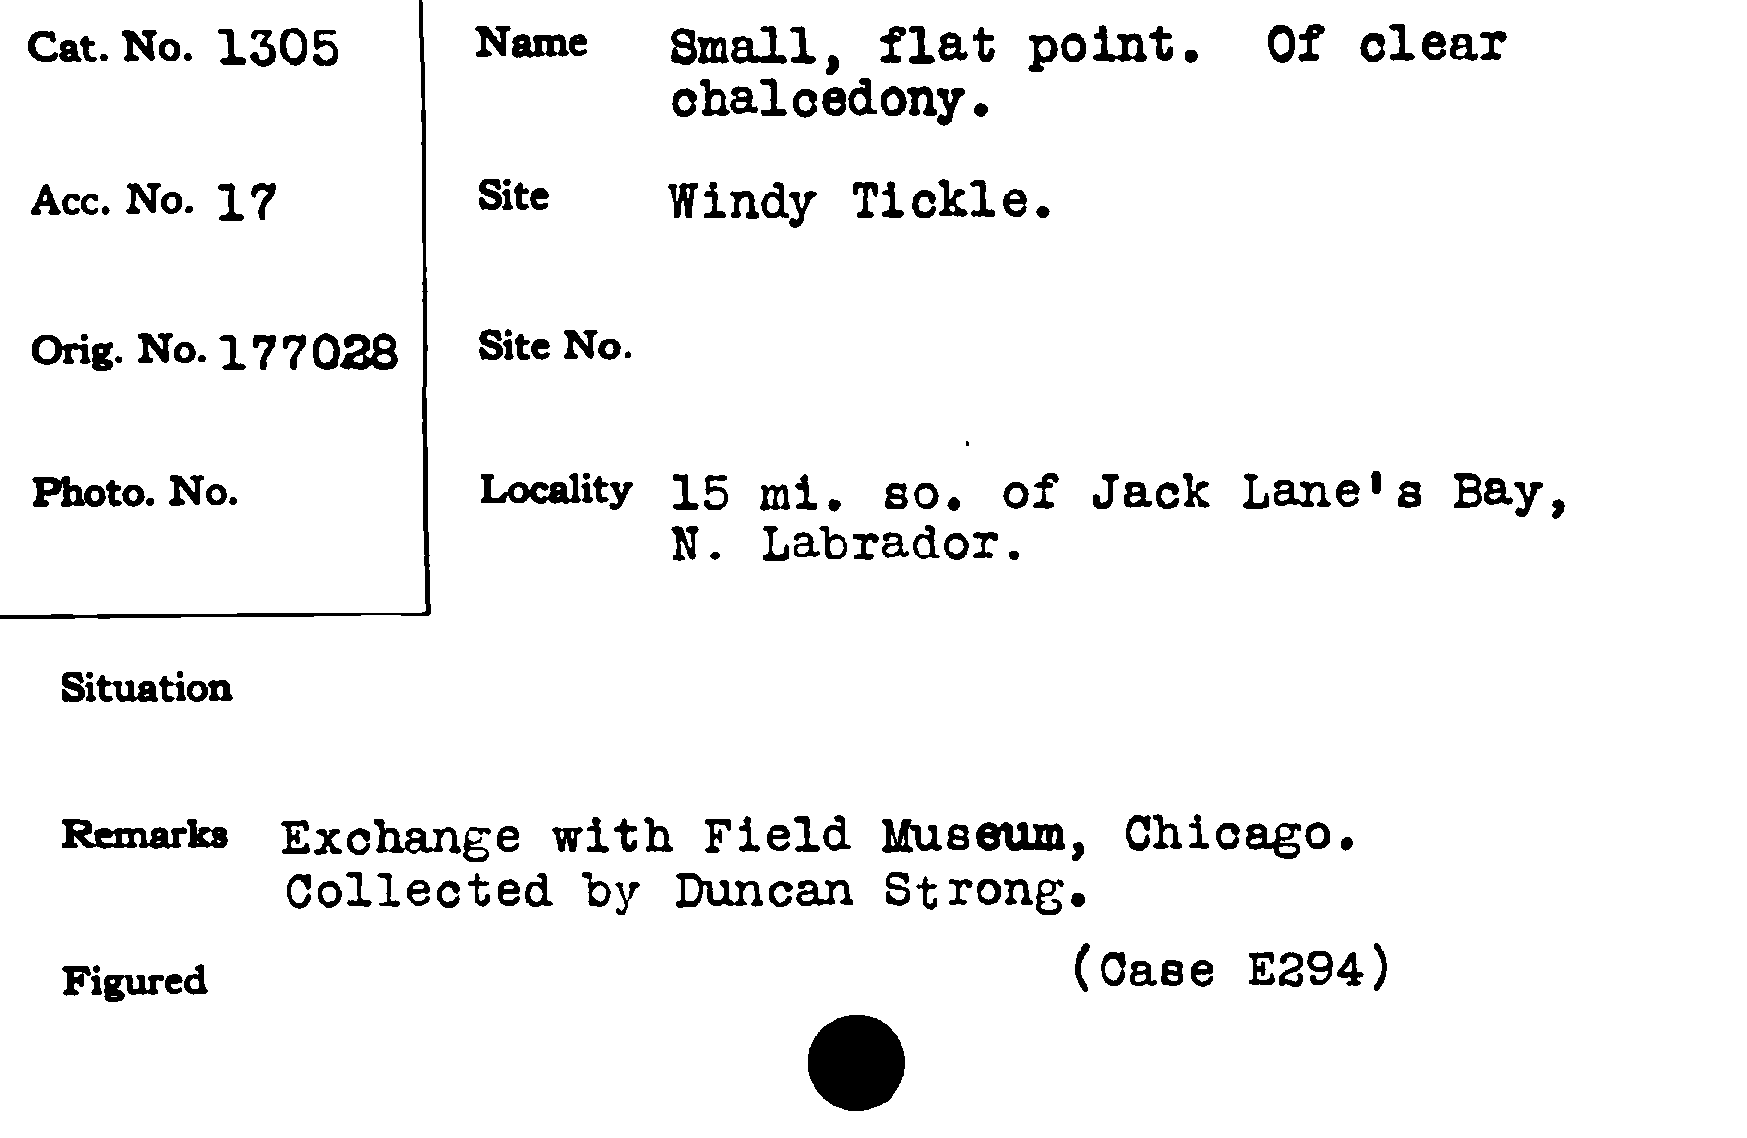 Cat. No. 1305
Name Small, flat point. Of clear
chalcedony.
Acc. No. 17
Site Windy Tickle.
Orig. No. 177028
Site No.
Photo. No.
Locality 15 mi. so. of Jack Lane's Bay,
N. Labrador.
Situation
Remarks Exchange with Field Museum, Chicago.
Collected by Duncan Strong.
Figured
(Case E294)